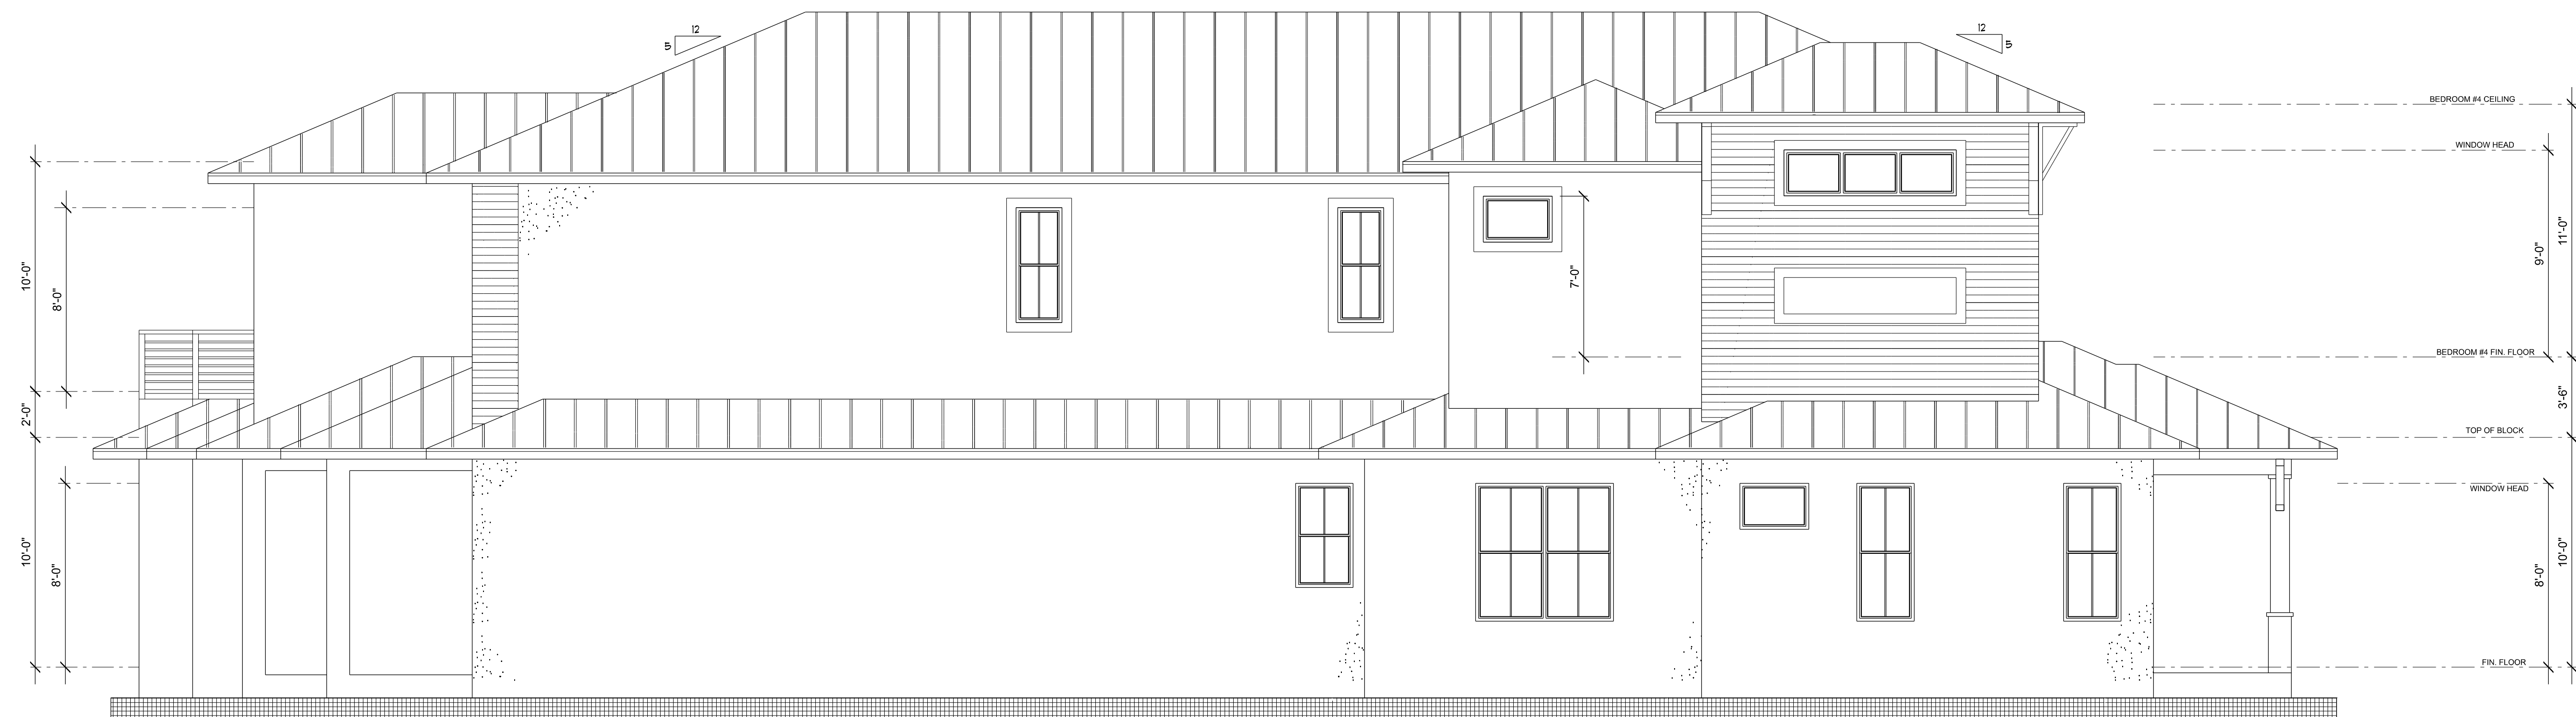 12
5
12
5
BEDROOM #4 CEILING
WINDOW HEAD
10'-0"
8'-0"
7'-0"
9'-0"
11'-0"
BEDROOM #4 FIN. FLOOR
2'-0"
3'-6"
TOP OF BLOCK
WINDOW HEAD
10'-0"
8'-0"
8'-0"
10'-0"
FIN. FLOOR